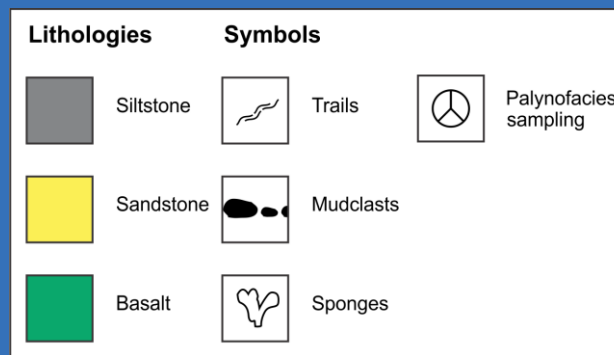 Lithologies Symbols
Siltstone Trails Palynofacies
sampling
Sandstone Mudclasts
Basalt Sponges